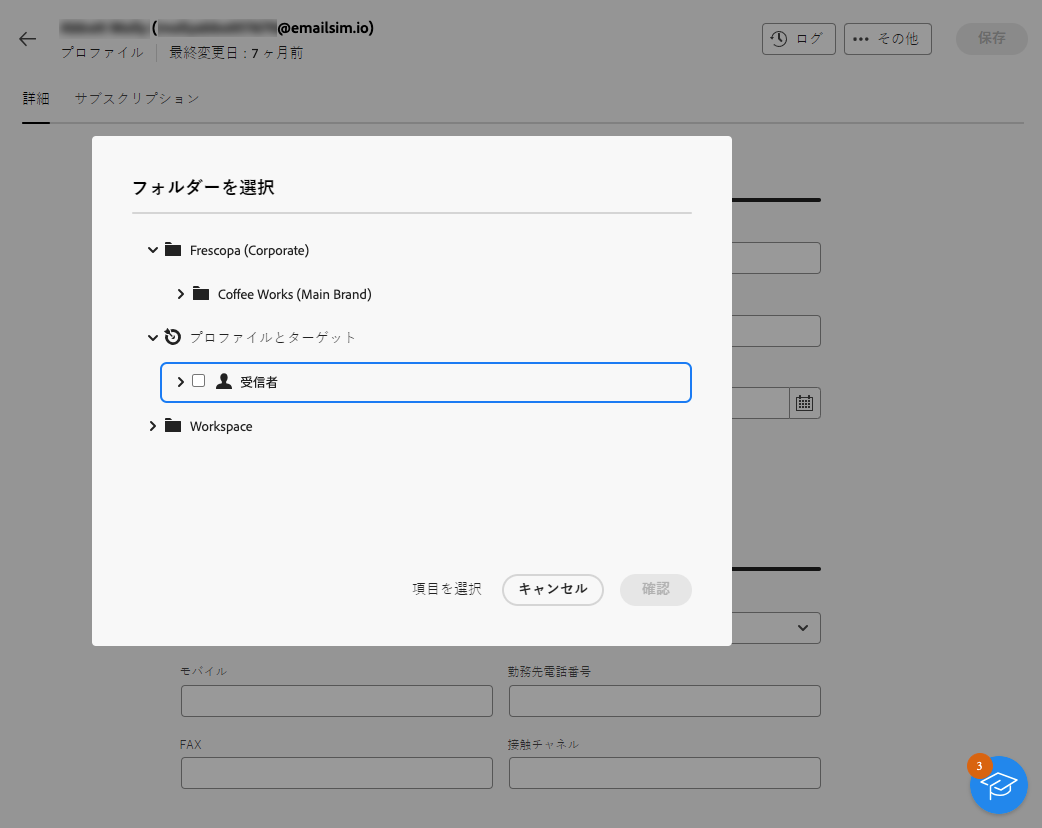 @emailsim.io)
プロファイル 最終変更日 : 7 ヶ月前
ログ
その他
保存
詳細 サブスクリプション
フォルダーを選択
Frescopa (Corporate)
Coffee Works (Main Brand)
プロファイルとターゲット
受信者
Workspace
項目を選択 キャンセル 確認
モバイル 勤務先電話番号
FAX 接触チャネル
3